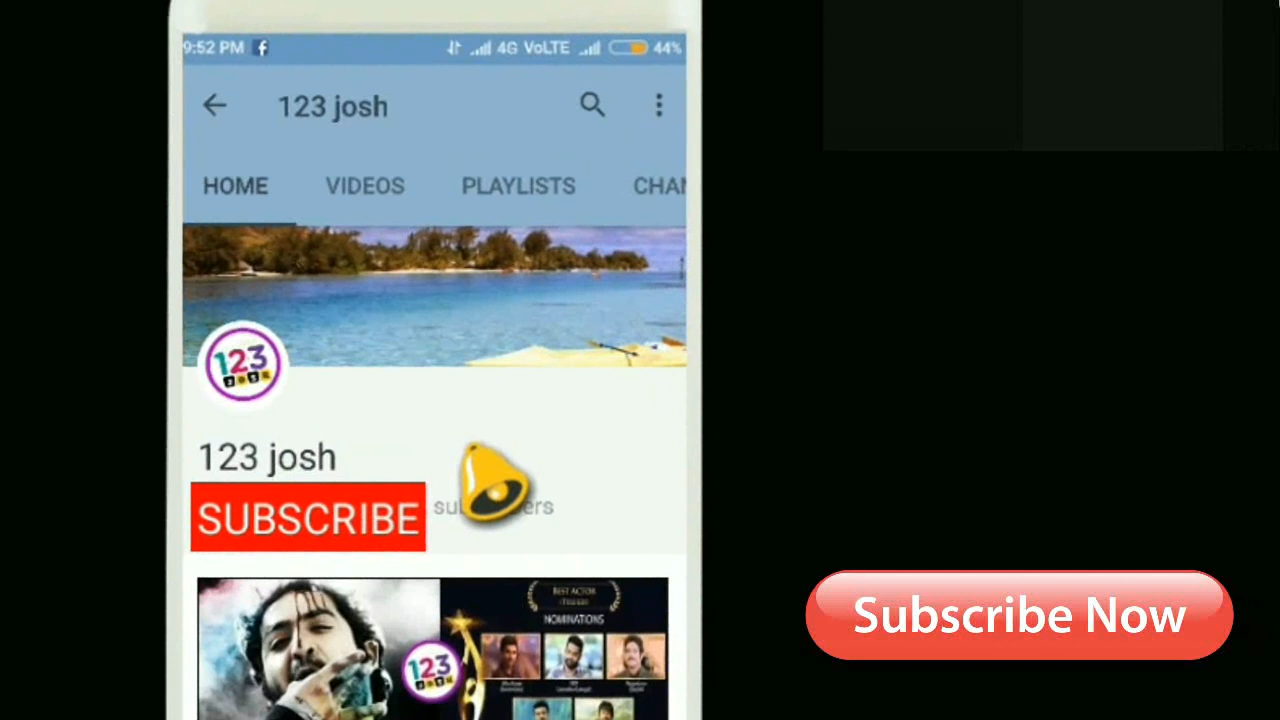 9:52 PM f 4G VoLTE 44%
123 josh
HOME VIDEOS PLAYLISTS CHAN
123
JOSH
123 josh
SUBSCRIBE
BEST ACTOR
NOMINATIONS
123
Subscribe Now